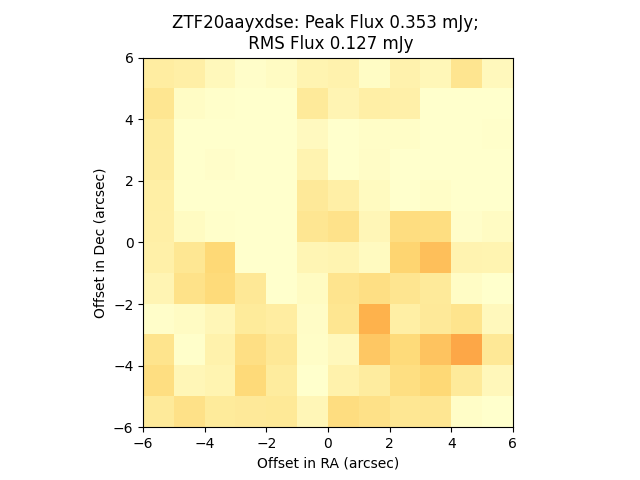 ZTF20aayxdse: Peak Flux 0.353 mJy;
RMS Flux 0.127 mJy
6
4
2
0
−2
−4
−6
Offset in Dec (arcsec)
−6 −4 −2 0 2 4 6
Offset in RA (arcsec)